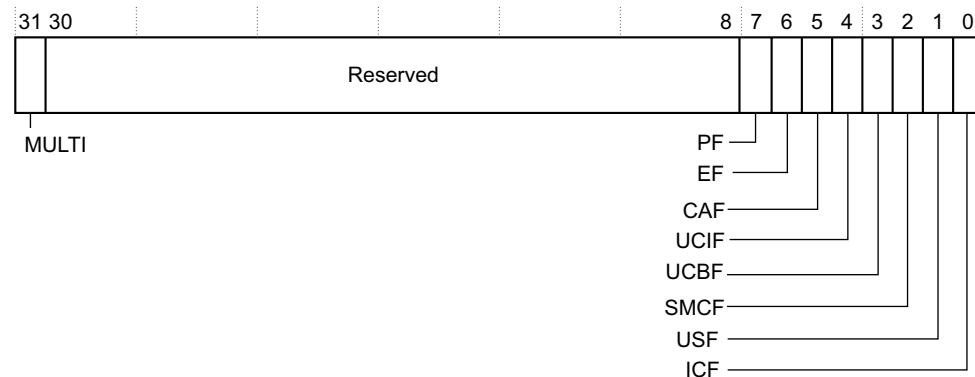 31 30 8 7 6 5 4 3 2 1 0
Reserved
MULTI
PF
EF
CAF
UCIF
UCBF
SMCF
USF
ICF